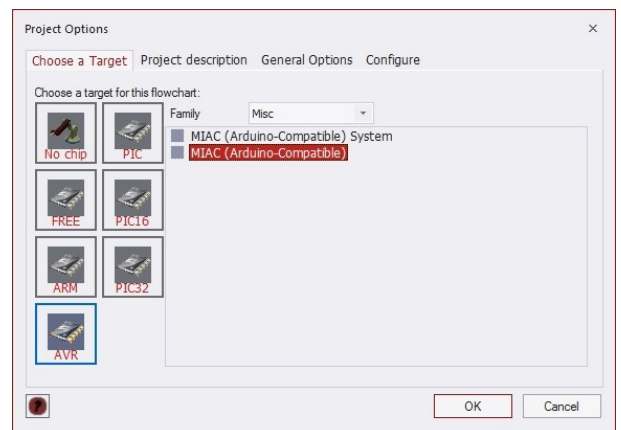 Project Options
Choose a Target Project description General Options Configure
Choose a target for this flowchart:
Family Misc
No chip PIC
MIAC (Arduino-Compatible) System
MIAC (Arduino-Compatible)
FREE PIC16
ARM PIC32
AVR
?
OK Cancel